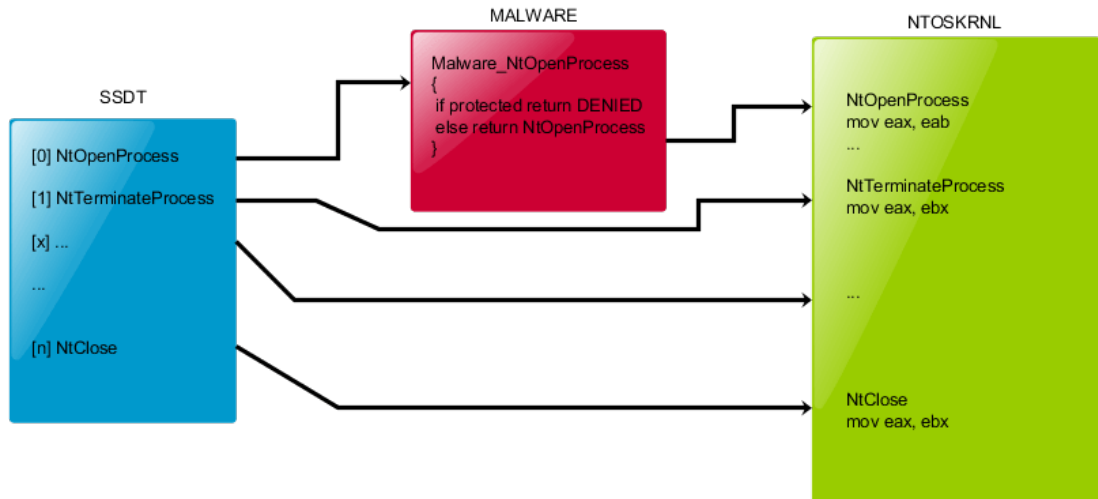 SSDT
[0] NtOpenProcess
[1] NtTerminateProcess
[x] ...
...
[n] NtClose
MALWARE
Malware_NtOpenProcess
{
if protected return DENIED
else return NtOpenProcess
}
NTOSKRNL
NtOpenProcess
mov eax, eab
...
NtTerminateProcess
mov eax, ebx
...
NtClose
mov eax, ebx